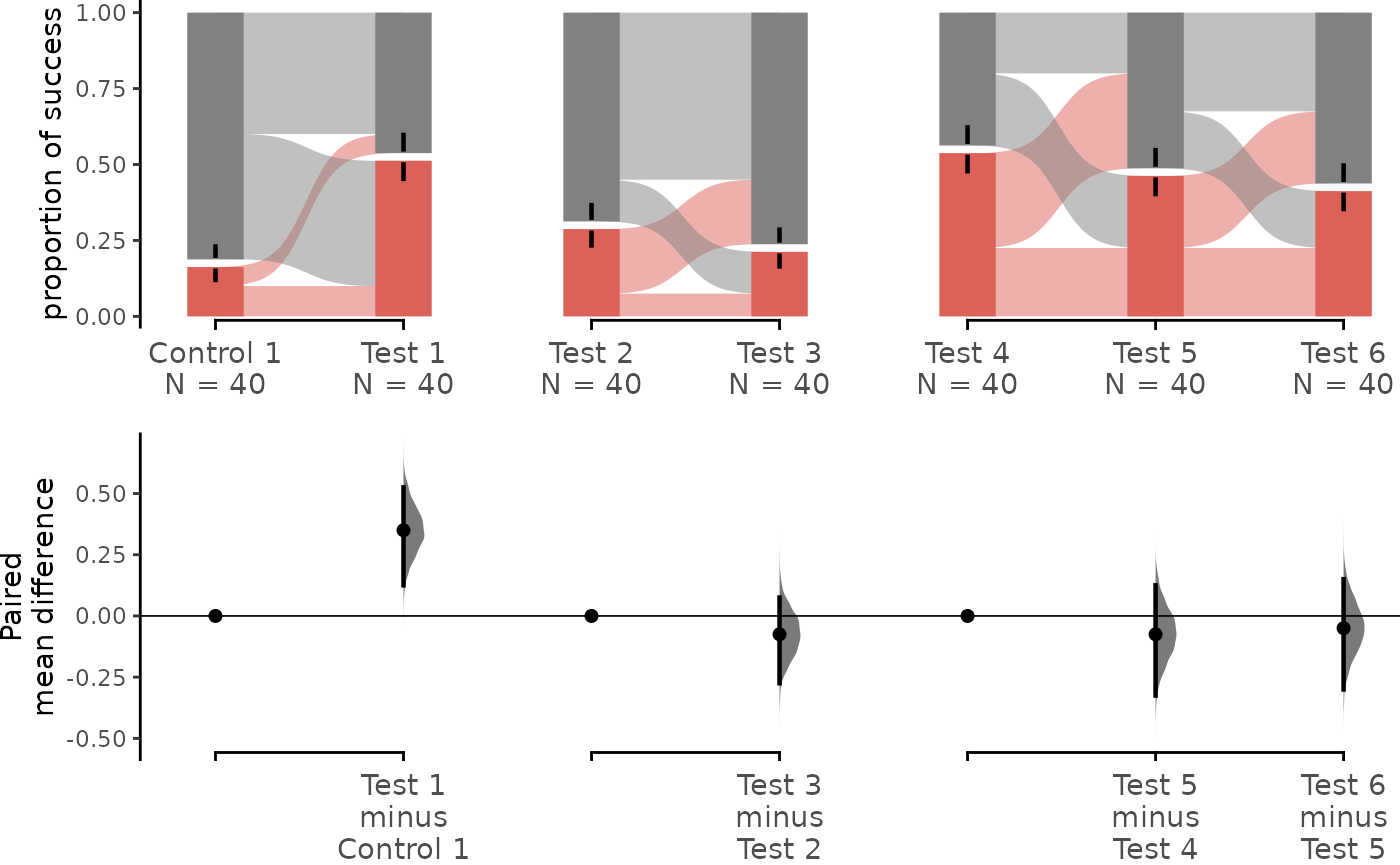 proportion of success
1.00
0.75
0.50
0.25
0.00
Control 1
N = 40
Test 1
N = 40
Test 2
N = 40
Test 3
N = 40
Test 4
N = 40
Test 5
N = 40
Test 6
N = 40
Paired
mean difference
0.50
0.25
0.00
-0.25
-0.50
Test 1
minus
Control 1
Test 3
minus
Test 2
Test 5
minus
Test 4
Test 6
minus
Test 5